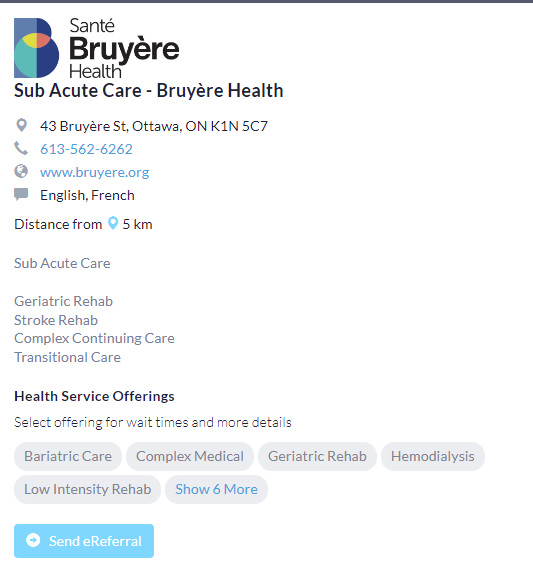 Santé
Bruyère
Health
Sub Acute Care - Bruyère Health
43 Bruyère St, Ottawa, ON K1N 5C7
613-562-6262
www.bruyere.org
English, French
Distance from 5 km
Sub Acute Care
Geriatric Rehab
Stroke Rehab
Complex Continuing Care
Transitional Care
Health Service Offerings
Select offering for wait times and more details
Bariatric Care Complex Medical Geriatric Rehab Hemodialysis
Low Intensity Rehab Show 6 More
Send eReferral